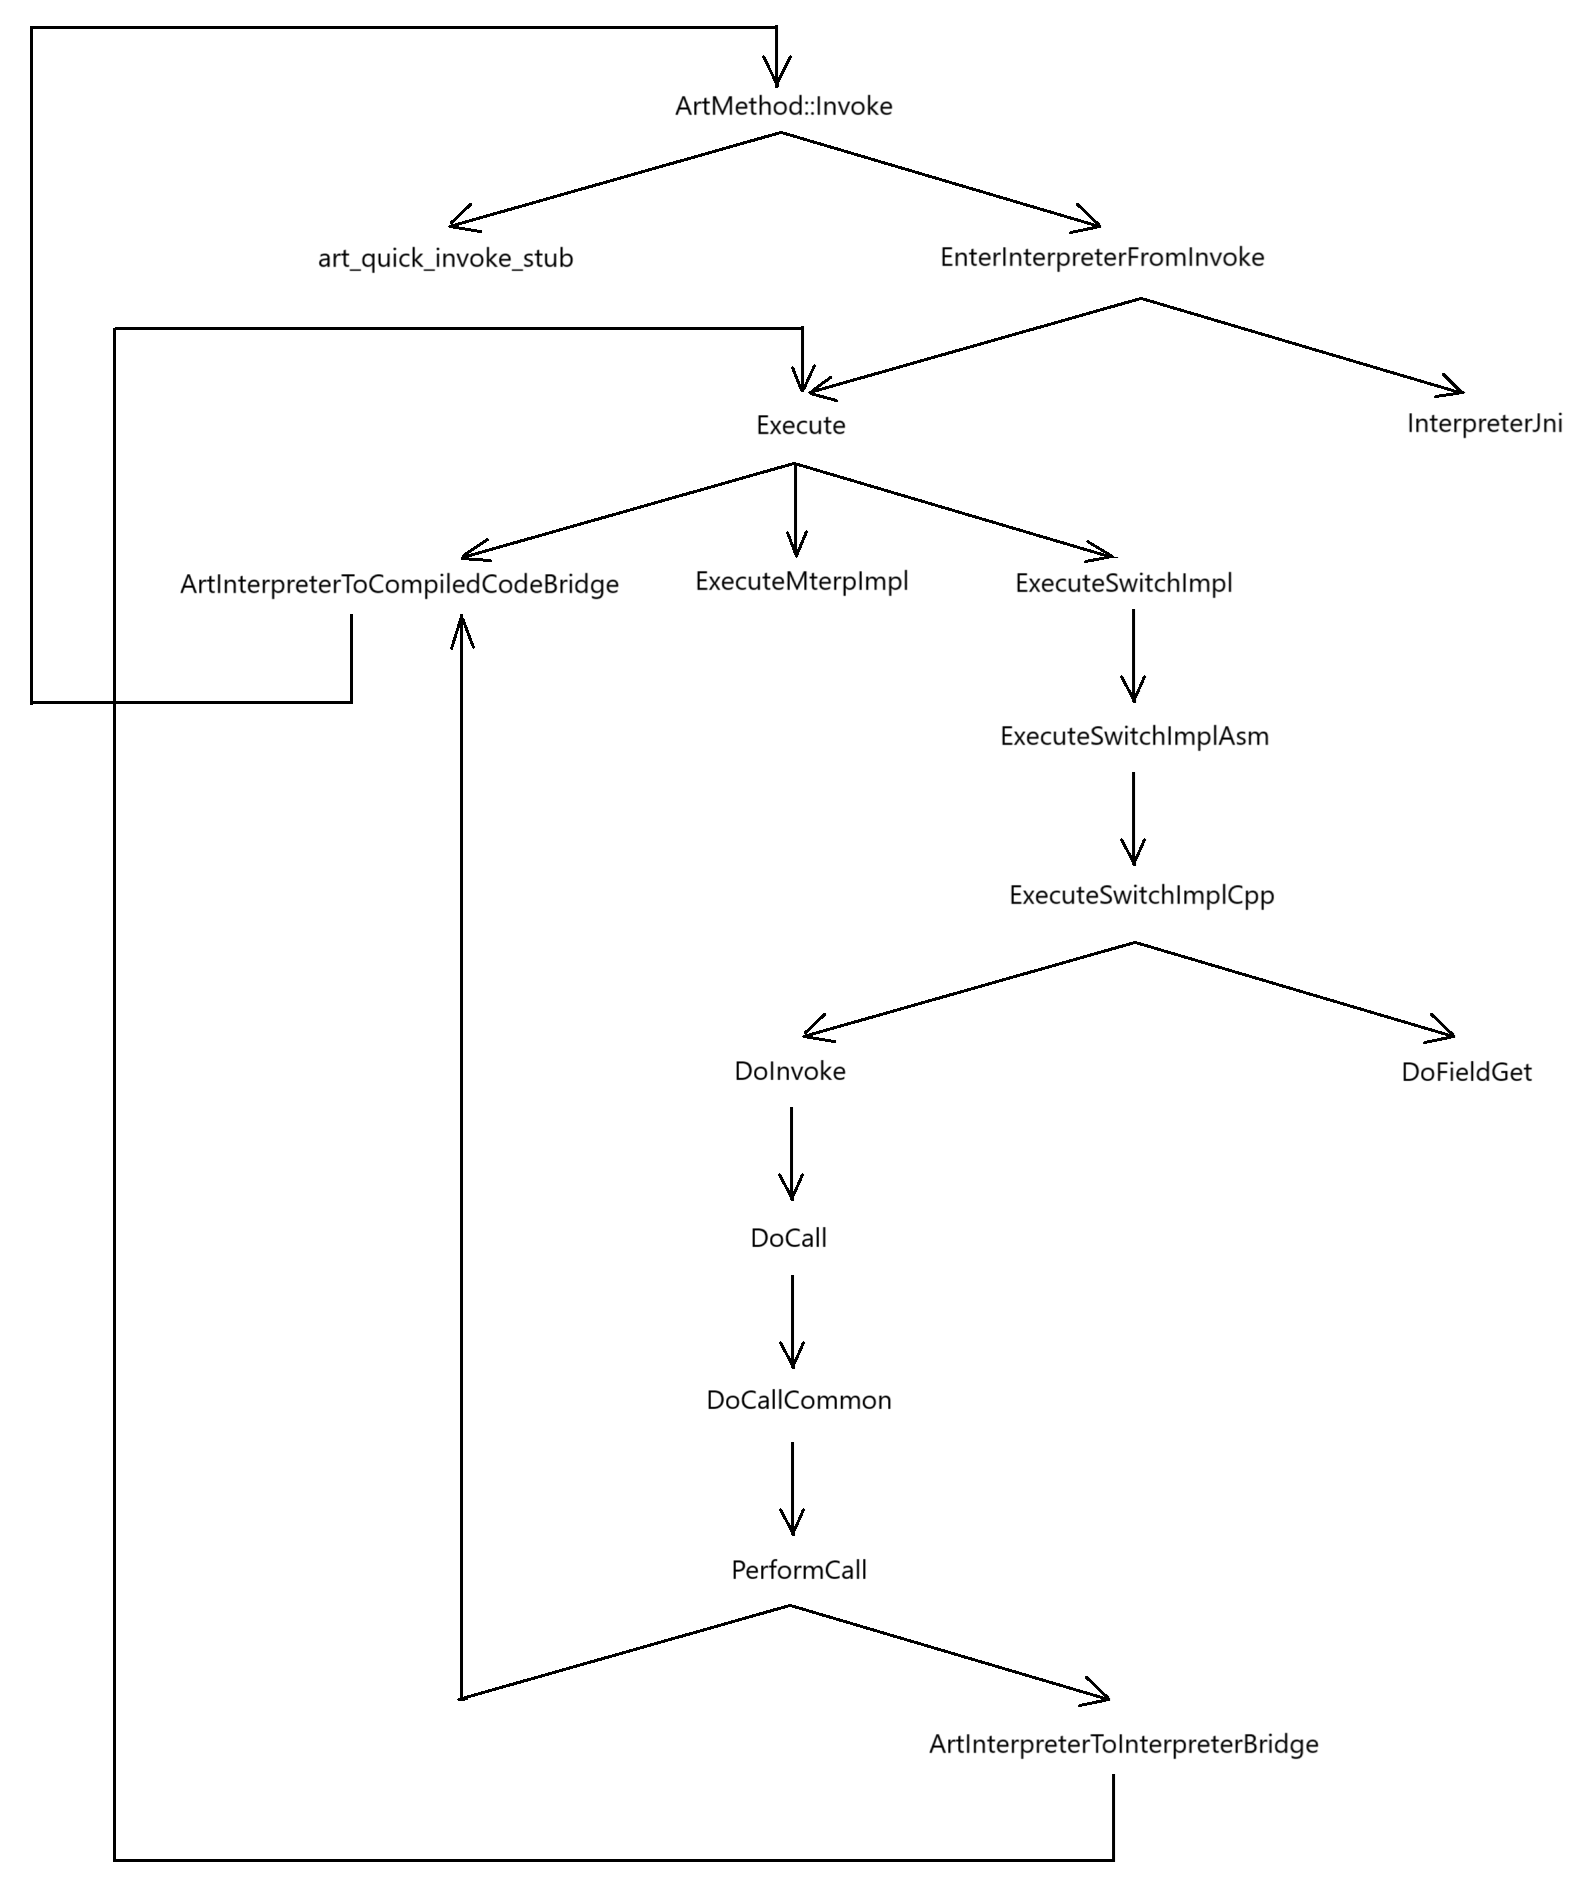 ArtMethod::Invoke
art_quick_invoke_stub
EnterInterpreterFromInvoke
Execute
InterpreterJni
ArtInterpreterToCompiledCodeBridge
ExecuteMterpImpl
ExecuteSwitchImpl
ExecuteSwitchImplAsm
ExecuteSwitchImplCpp
DoInvoke
DoFieldGet
DoCall
DoCallCommon
PerformCall
ArtInterpreterToInterpreterBridge